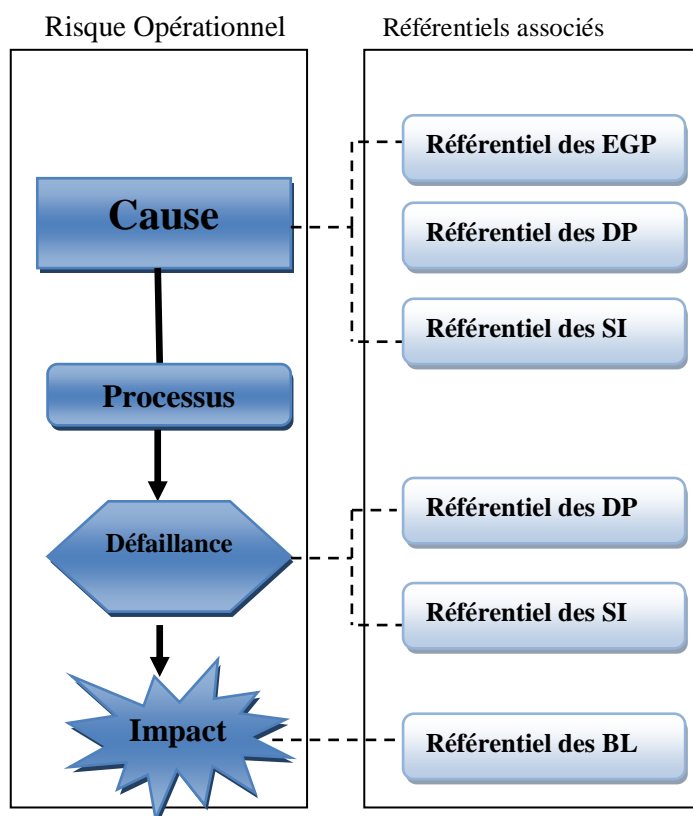 Risque Opérationnel
Référentiels associés
Cause
Processus
Défaillance
Impact
Référentiel des EGP
Référentiel des DP
Référentiel des SI
Référentiel des DP
Référentiel des SI
Référentiel des BL